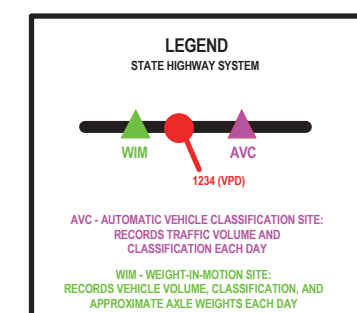 LEGEND
STATE HIGHWAY SYSTEM
WIM
AVC
1234 (VPD)
AVC - AUTOMATIC VEHICLE CLASSIFICATION SITE:
RECORDS TRAFFIC VOLUME AND
CLASSIFICATION EACH DAY
WIM - WEIGHT-IN-MOTION SITE:
RECORDS VEHICLE VOLUME, CLASSIFICATION, AND
APPROXIMATE AXLE WEIGHTS EACH DAY